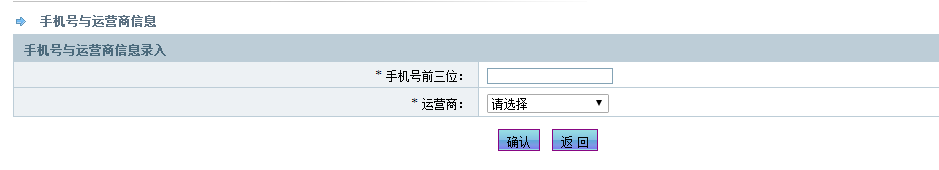 手机号与运营商信息
手机号与运营商信息录入
* 手机号前三位：
* 运营商： 请选择
确认 返 回